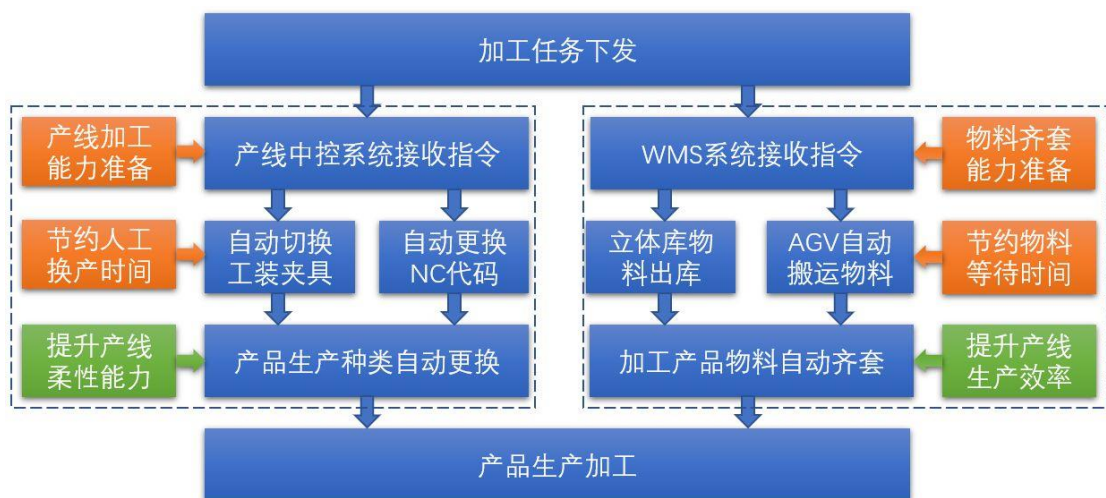 加工任务下发
产线加工
能力准备
产线中控系统接收指令
WMS系统接收指令
物料齐套
能力准备
节约人工
换产时间
自动切换
工装夹具
自动更换
NC代码
立体库物
料出库
AGV自动
搬运物料
节约物料
等待时间
提升产线
柔性能力
产品生产种类自动更换
加工产品物料自动齐套
提升产线
生产效率
产品生产加工